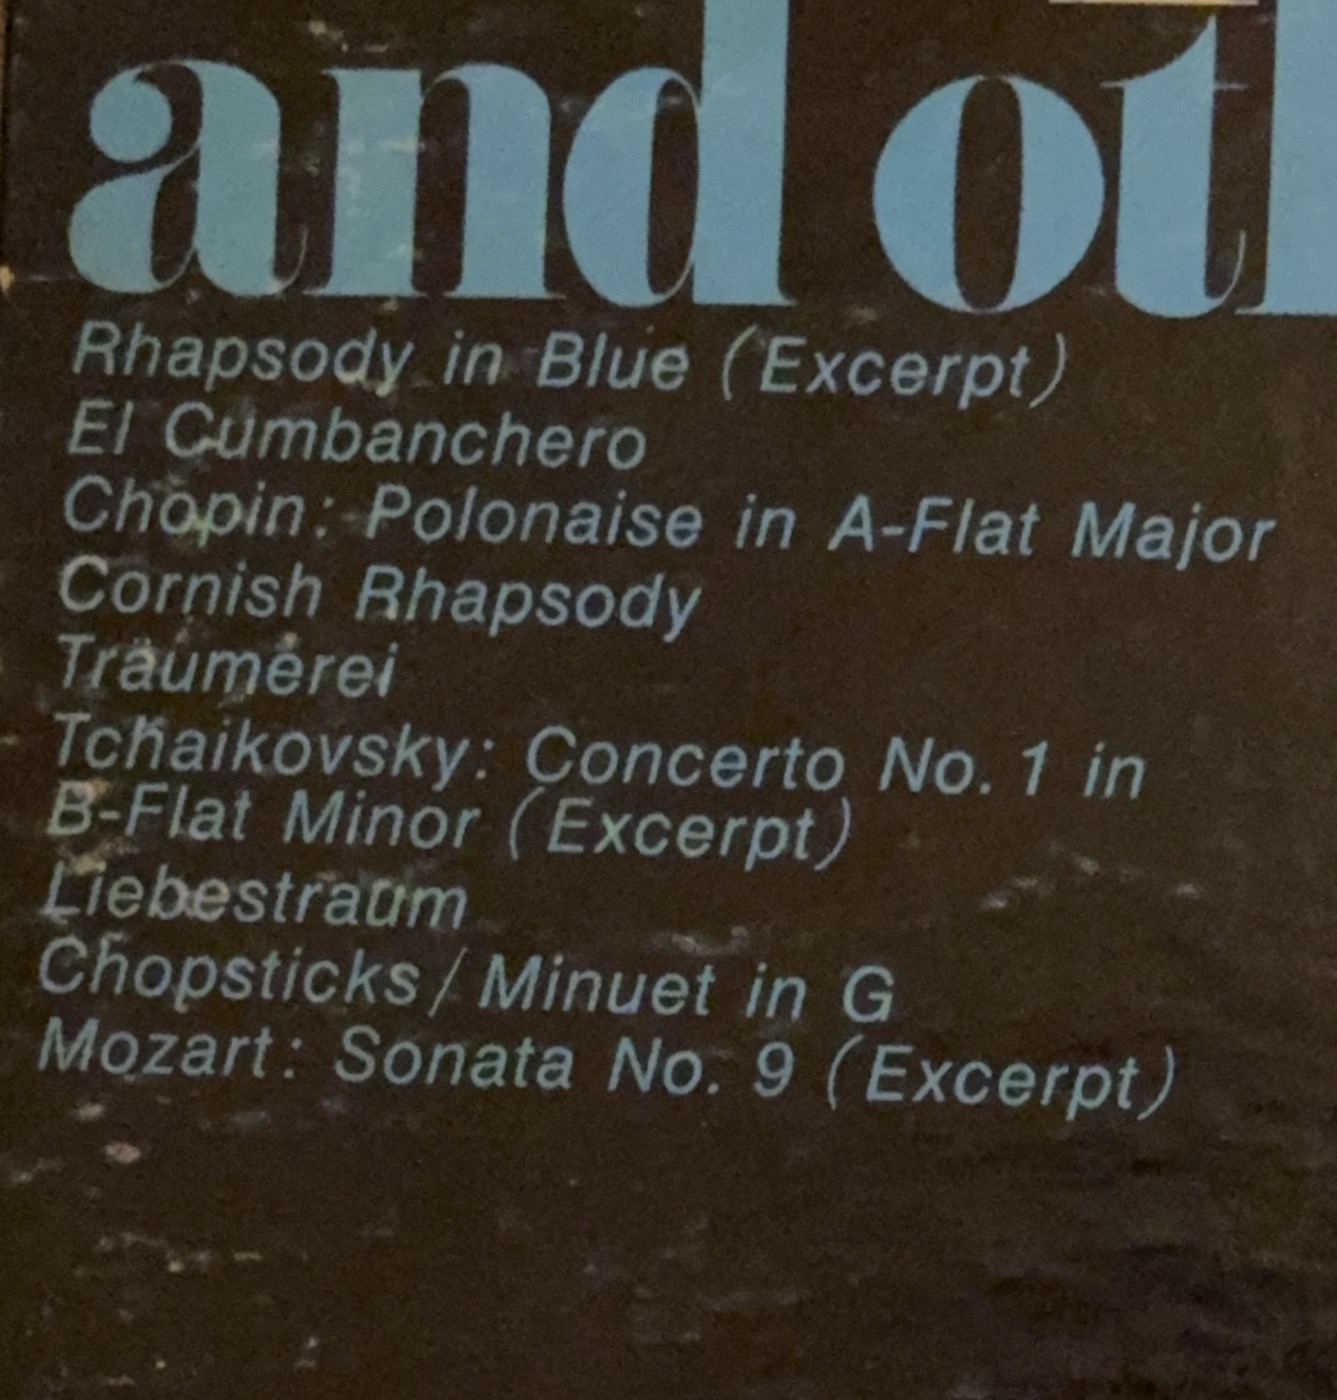 and oth
Rhapsody in Blue (Excerpt)
El Cumbanchero
Chopin: Polonaise in A-Flat Major
Cornish Rhapsody
Träumerei
Tchaikovsky: Concerto No. 1 in
B-Flat Minor (Excerpt)
Liebestraum
Chopsticks / Minuet in G
Mozart: Sonata No. 9 (Excerpt)